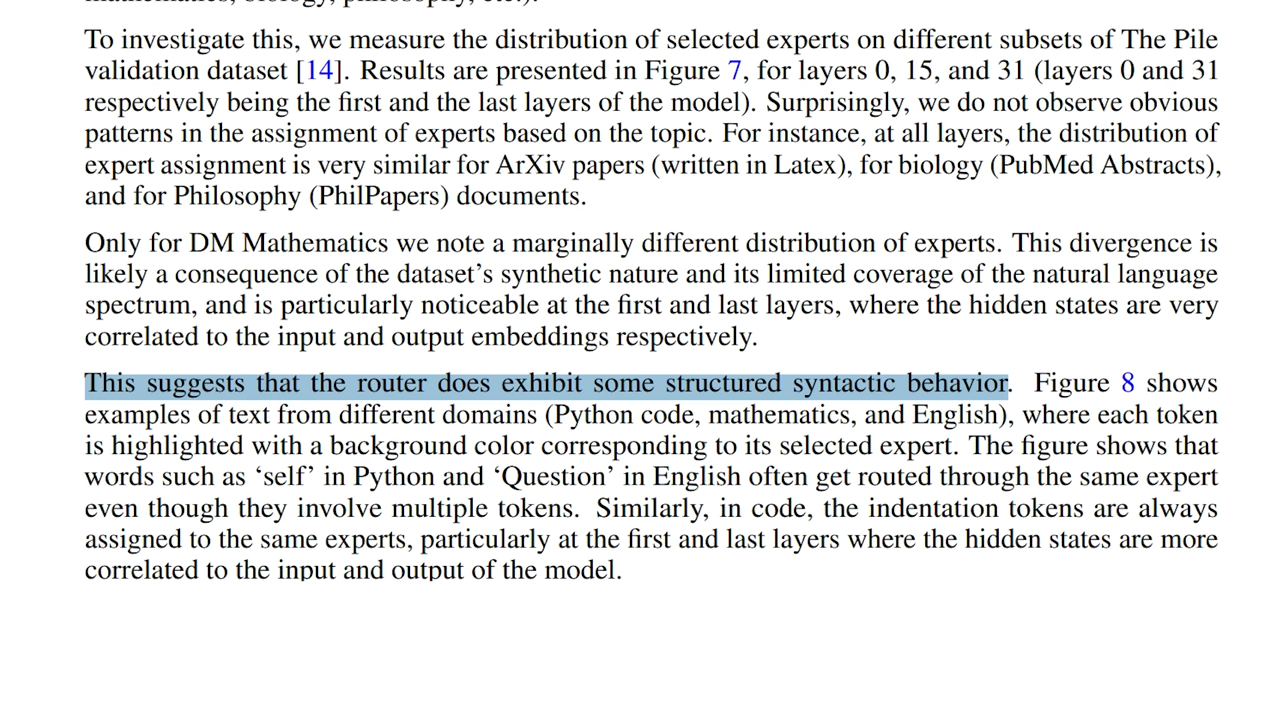 mathematics, biology, philosophy, etc.).
To investigate this, we measure the distribution of selected experts on different subsets of The Pile
validation dataset [14]. Results are presented in Figure 7, for layers 0, 15, and 31 (layers 0 and 31
respectively being the first and the last layers of the model). Surprisingly, we do not observe obvious
patterns in the assignment of experts based on the topic. For instance, at all layers, the distribution of
expert assignment is very similar for ArXiv papers (written in Latex), for biology (PubMed Abstracts),
and for Philosophy (PhilPapers) documents.
Only for DM Mathematics we note a marginally different distribution of experts. This divergence is
likely a consequence of the dataset's synthetic nature and its limited coverage of the natural language
spectrum, and is particularly noticeable at the first and last layers, where the hidden states are very
correlated to the input and output embeddings respectively.
This suggests that the router does exhibit some structured syntactic behavior. Figure 8 shows
examples of text from different domains (Python code, mathematics, and English), where each token
is highlighted with a background color corresponding to its selected expert. The figure shows that
words such as ‘self’ in Python and ‘Question’ in English often get routed through the same expert
even though they involve multiple tokens. Similarly, in code, the indentation tokens are always
assigned to the same experts, particularly at the first and last layers where the hidden states are more
correlated to the input and output of the model.